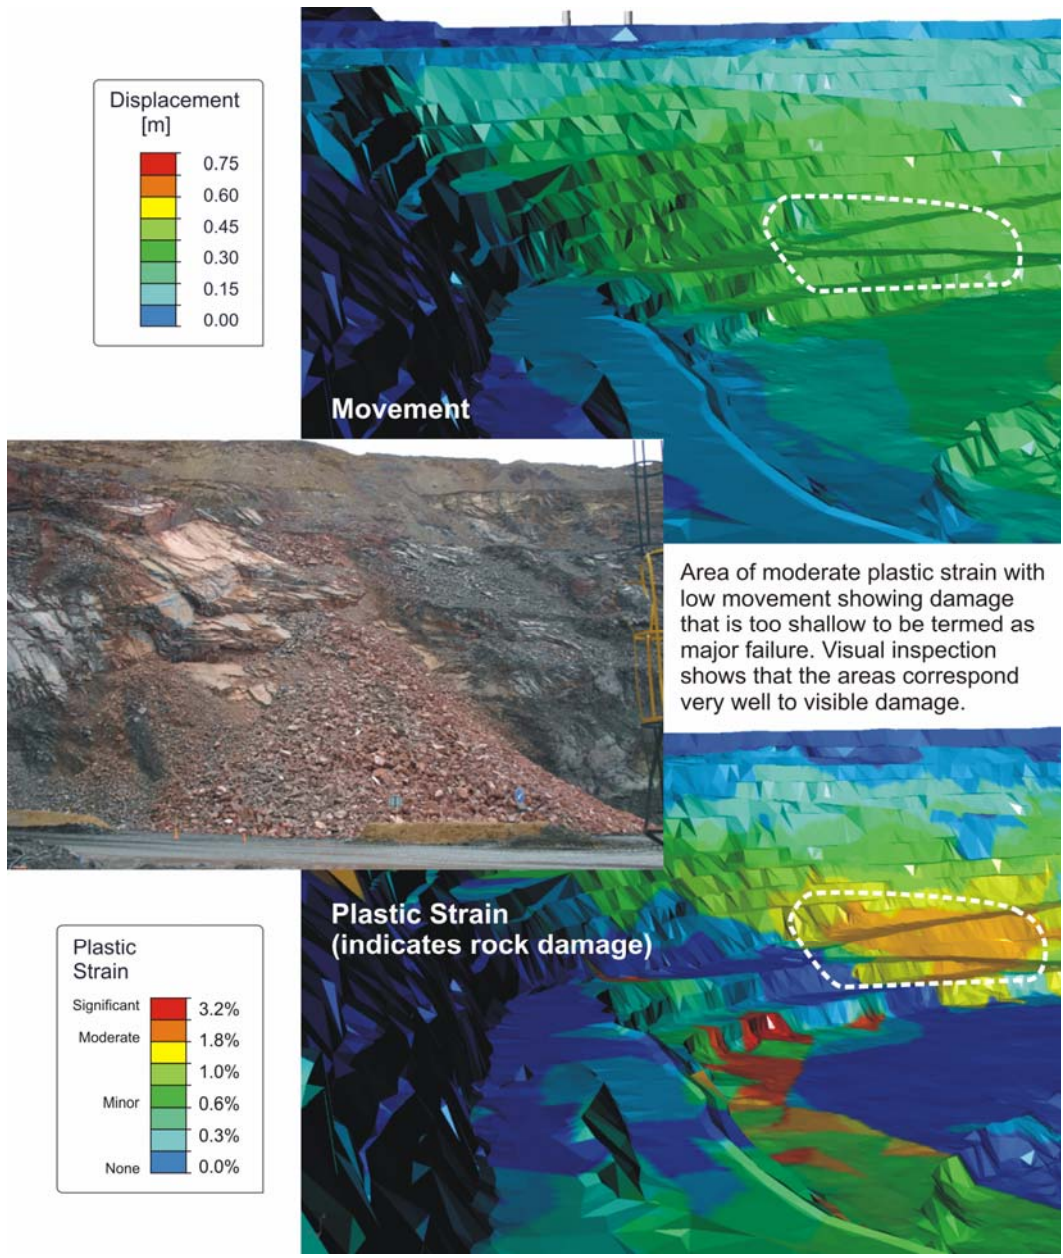 Displacement
[m]
0.75
0.60
0.45
0.30
0.15
0.00
Movement
Area of moderate plastic strain with
low movement showing damage
that is too shallow to be termed as
major failure. Visual inspection
shows that the areas correspond
very well to visible damage.
Plastic Strain
(indicates rock damage)
Plastic
Strain
Significant 3.2%
Moderate 1.8%
1.0%
Minor 0.6%
0.3%
None 0.0%